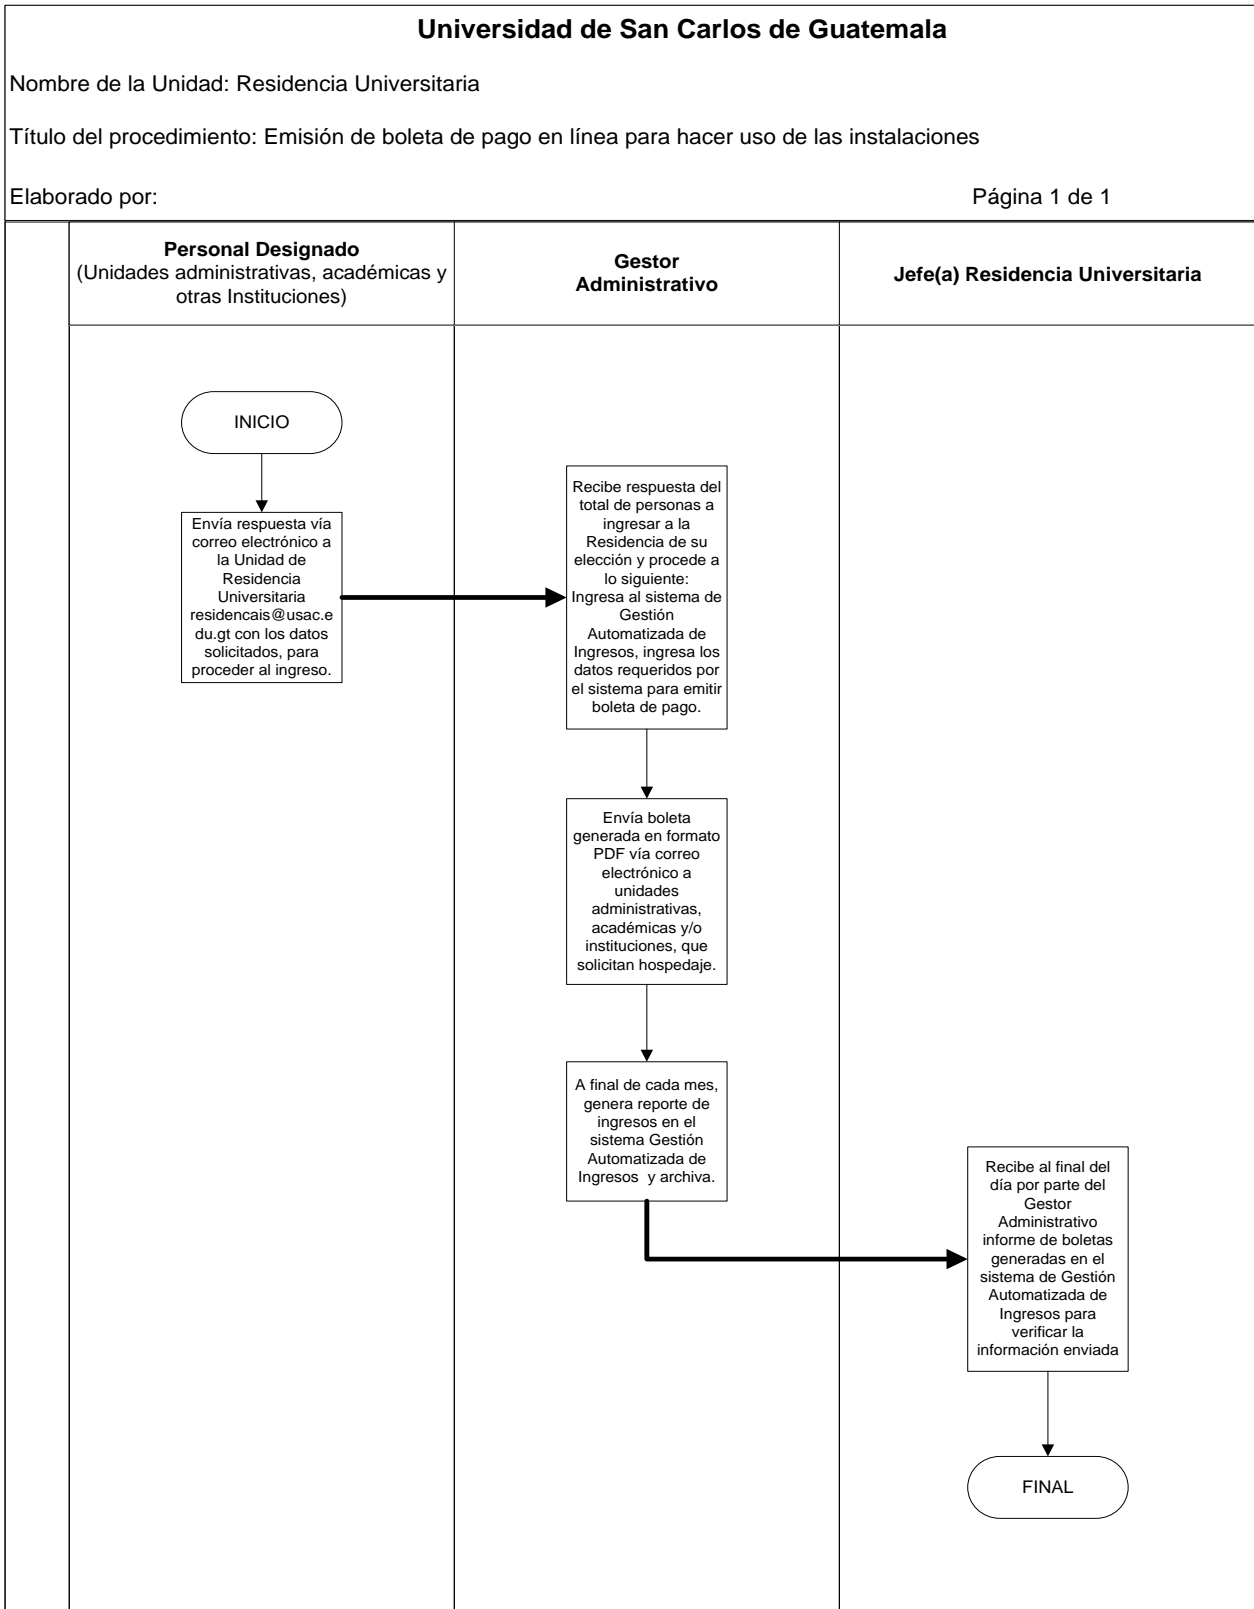 Universidad de San Carlos de Guatemala
Nombre de la Unidad: Residencia Universitaria
Título del procedimiento: Emisión de boleta de pago en línea para hacer uso de las instalaciones
Elaborado por:
Página 1 de 1
Personal Designado
(Unidades administrativas, académicas y
otras Instituciones)
Gestor
Administrativo
Jefe(a) Residencia Universitaria
INICIO
Envía respuesta vía
correo electrónico a
la Unidad de
Residencia
Universitaria
residencais@usac.e
du.gt con los datos
solicitados, para
proceder al ingreso.
Recibe respuesta del
total de personas a
ingresar a la
Residencia de su
elección y procede a
lo siguiente:
Ingresa al sistema de
Gestión
Automatizada de
Ingresos, ingresa los
datos requeridos por
el sistema para emitir
boleta de pago.
Envía boleta
generada en formato
PDF vía correo
electrónico a
unidades
administrativas,
académicas y/o
instituciones, que
solicitan hospedaje.
A final de cada mes,
genera reporte de
ingresos en el
sistema Gestión
Automatizada de
Ingresos  y archiva.
Recibe al final del
día por parte del
Gestor
Administrativo
informe de boletas
generadas en el
sistema de Gestión
Automatizada de
Ingresos para
verificar la
información enviada
FINAL